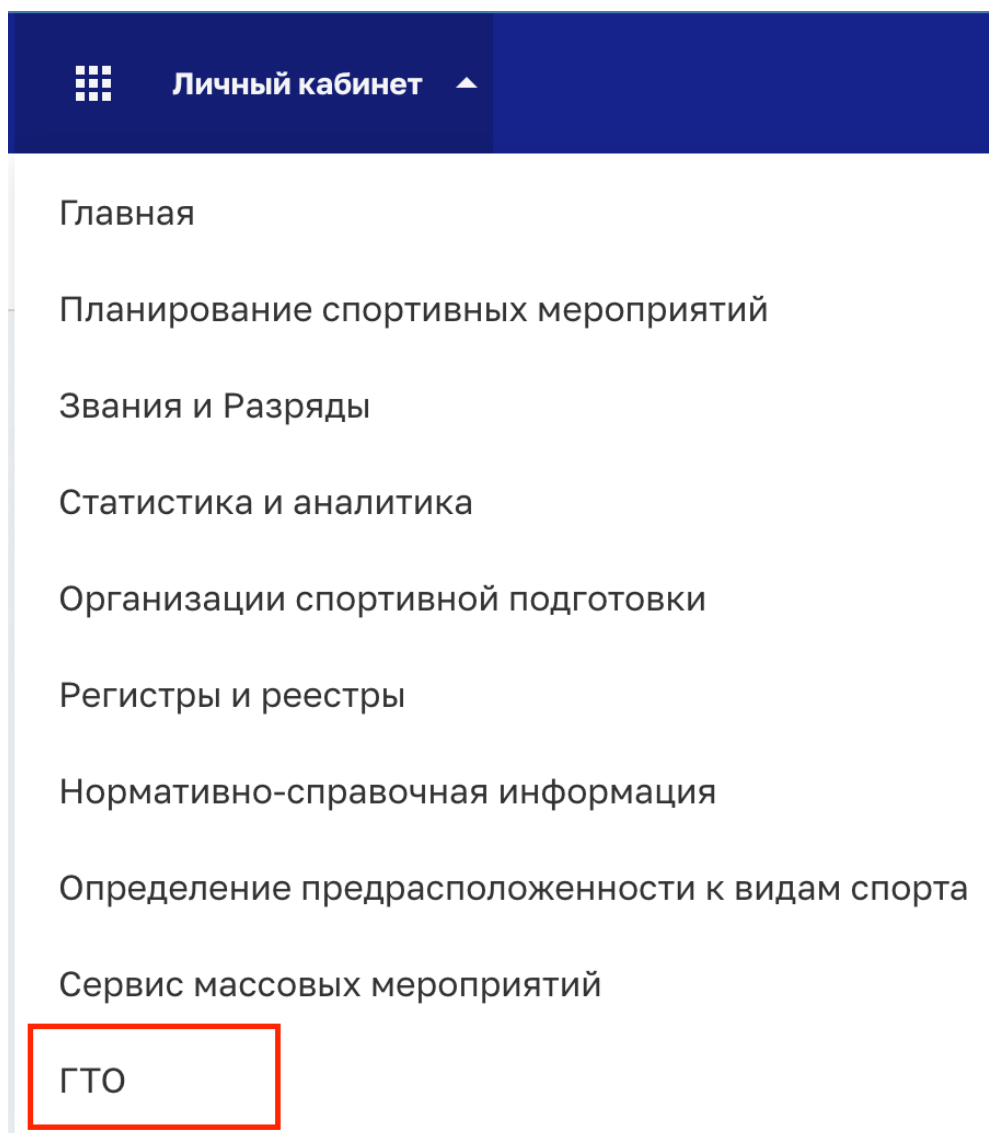 Личный кабинет
Главная
Планирование спортивных мероприятий
Звания и Разряды
Статистика и аналитика
Организации спортивной подготовки
Регистры и реестры
Нормативно-справочная информация
Определение предрасположенности к видам спорта
Сервис массовых мероприятий
ГТО